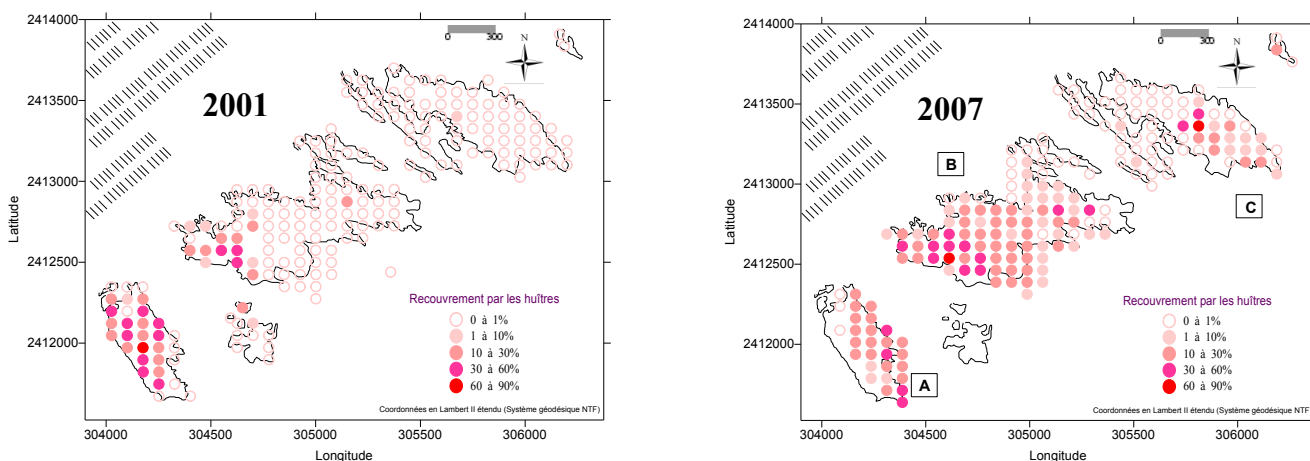 2414000
2413500
2413000
2412500
2412000
Latitude
304000 304500 305000 305500 306000
Longitude
0 300
N
2001
Recouvrement par les huîtres
0 à 1%
1 à 10%
10 à 30%
30 à 60%
60 à 90%
Coordonnées en Lambert II étendu (Système géodésique NTF)
2414000
2413500
2413000
2412500
2412000
Latitude
304000 304500 305000 305500 306000
Longitude
0 300
N
2007
B
C
A
Recouvrement par les huîtres
0 à 1%
1 à 10%
10 à 30%
30 à 60%
60 à 90%
Coordonnées en Lambert II étendu (Système géodésique NTF)